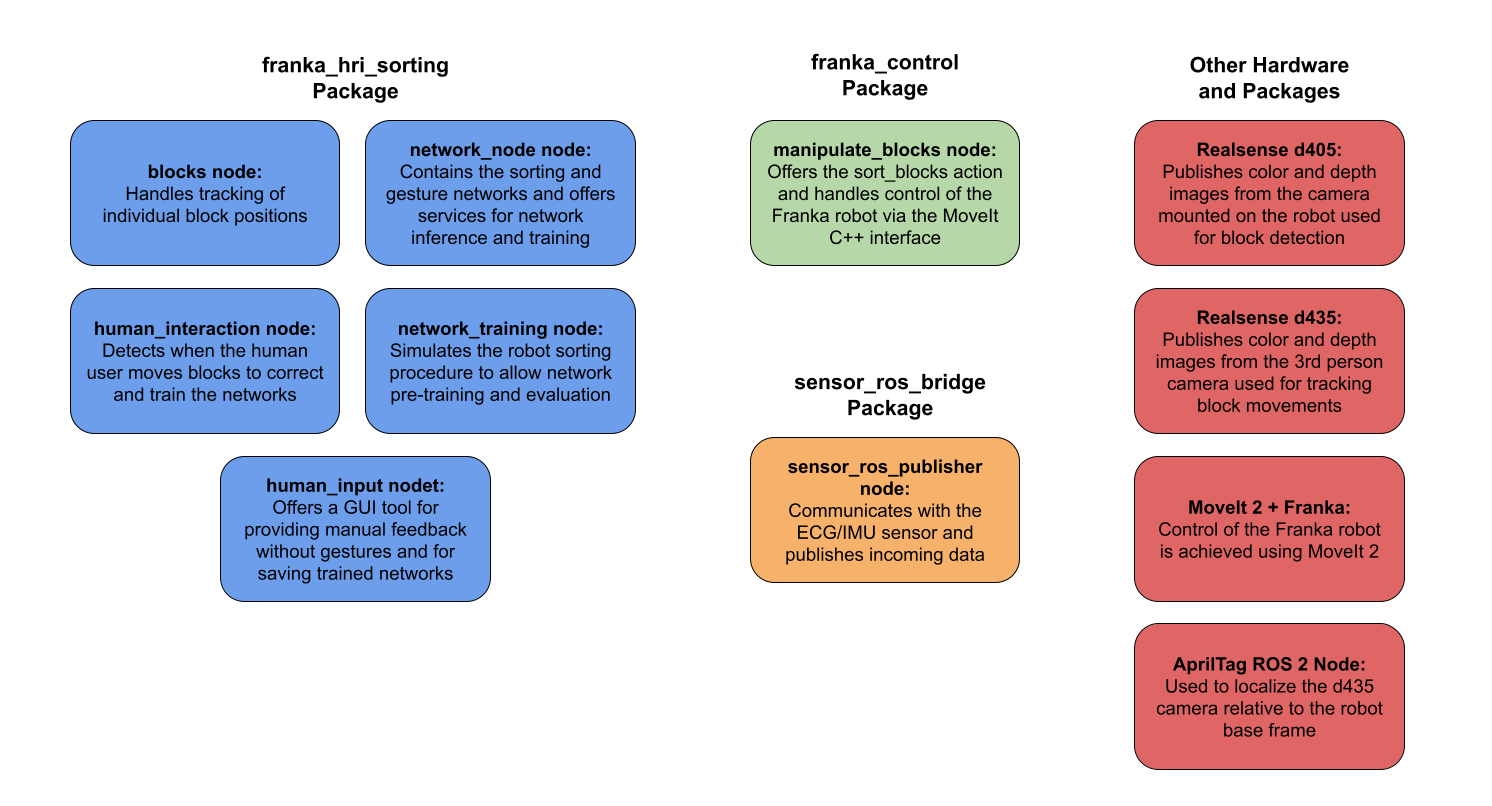 franka_hri_sorting
Package
blocks node:
Handles tracking of
individual block positions
network_node node:
Contains the sorting and
gesture networks and offers
services for network
inference and training
human_interaction node:
Detects when the human
user moves blocks to correct
and train the networks
network_training node:
Simulates the robot sorting
procedure to allow network
pre-training and evaluation
human_input nodet:
Offers a GUI tool for
providing manual feedback
without gestures and for
saving trained networks
franka_control
Package
manipulate_blocks node:
Offers the sort_blocks action
and handles control of the
Franka robot via the MoveIt
C++ interface
sensor_ros_bridge
Package
sensor_ros_publisher
node:
Communicates with the
ECG/IMU sensor and
publishes incoming data
Other Hardware
and Packages
Realsense d405:
Publishes color and depth
images from the camera
mounted on the robot used
for block detection
Realsense d435:
Publishes color and depth
images from the 3rd person
camera used for tracking
block movements
MoveIt 2 + Franka:
Control of the Franka robot
is achieved using MoveIt 2
AprilTag ROS 2 Node:
Used to localize the d435
camera relative to the robot
base frame